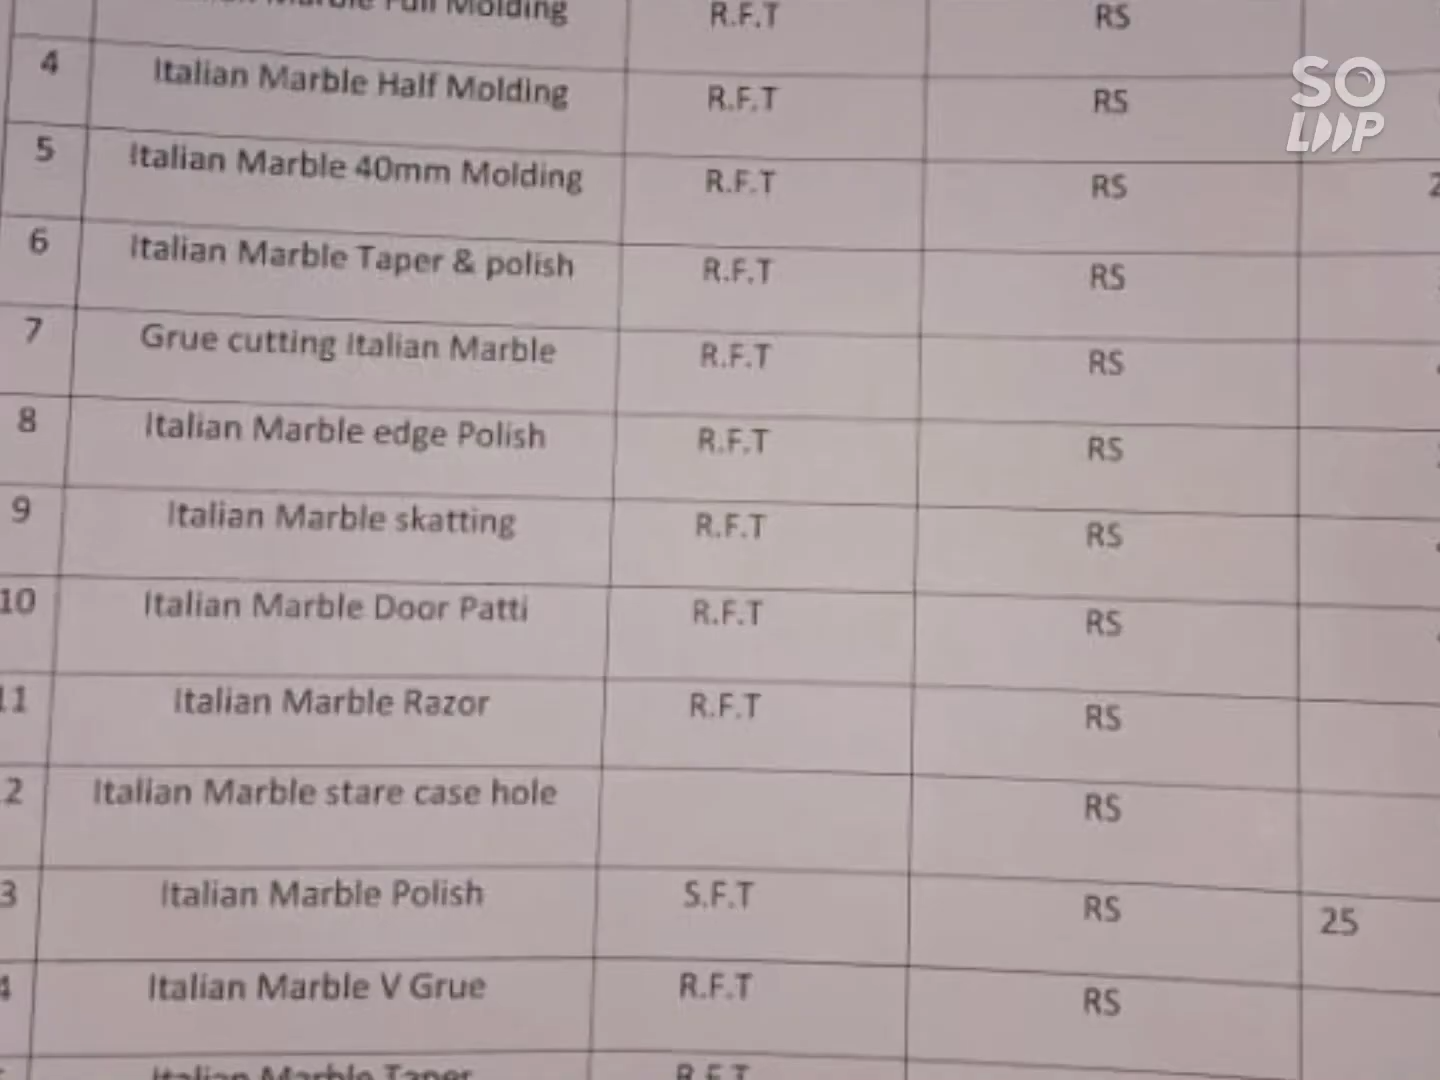 Molding R.F.T RS
4 Italian Marble Half Molding R.F.T RS
5 Italian Marble 40mm Molding R.F.T RS
6 Italian Marble Taper & polish R.F.T RS
7 Grue cutting Italian Marble R.F.T RS
8 Italian Marble edge Polish R.F.T RS
9 Italian Marble skatting R.F.T RS
10 Italian Marble Door Patti R.F.T RS
11 Italian Marble Razor R.F.T RS
2 Italian Marble stare case hole RS
3 Italian Marble Polish S.F.T RS 25
4 Italian Marble V Grue R.F.T RS
Italian Marble Taper R.F.T
SO
LOOP